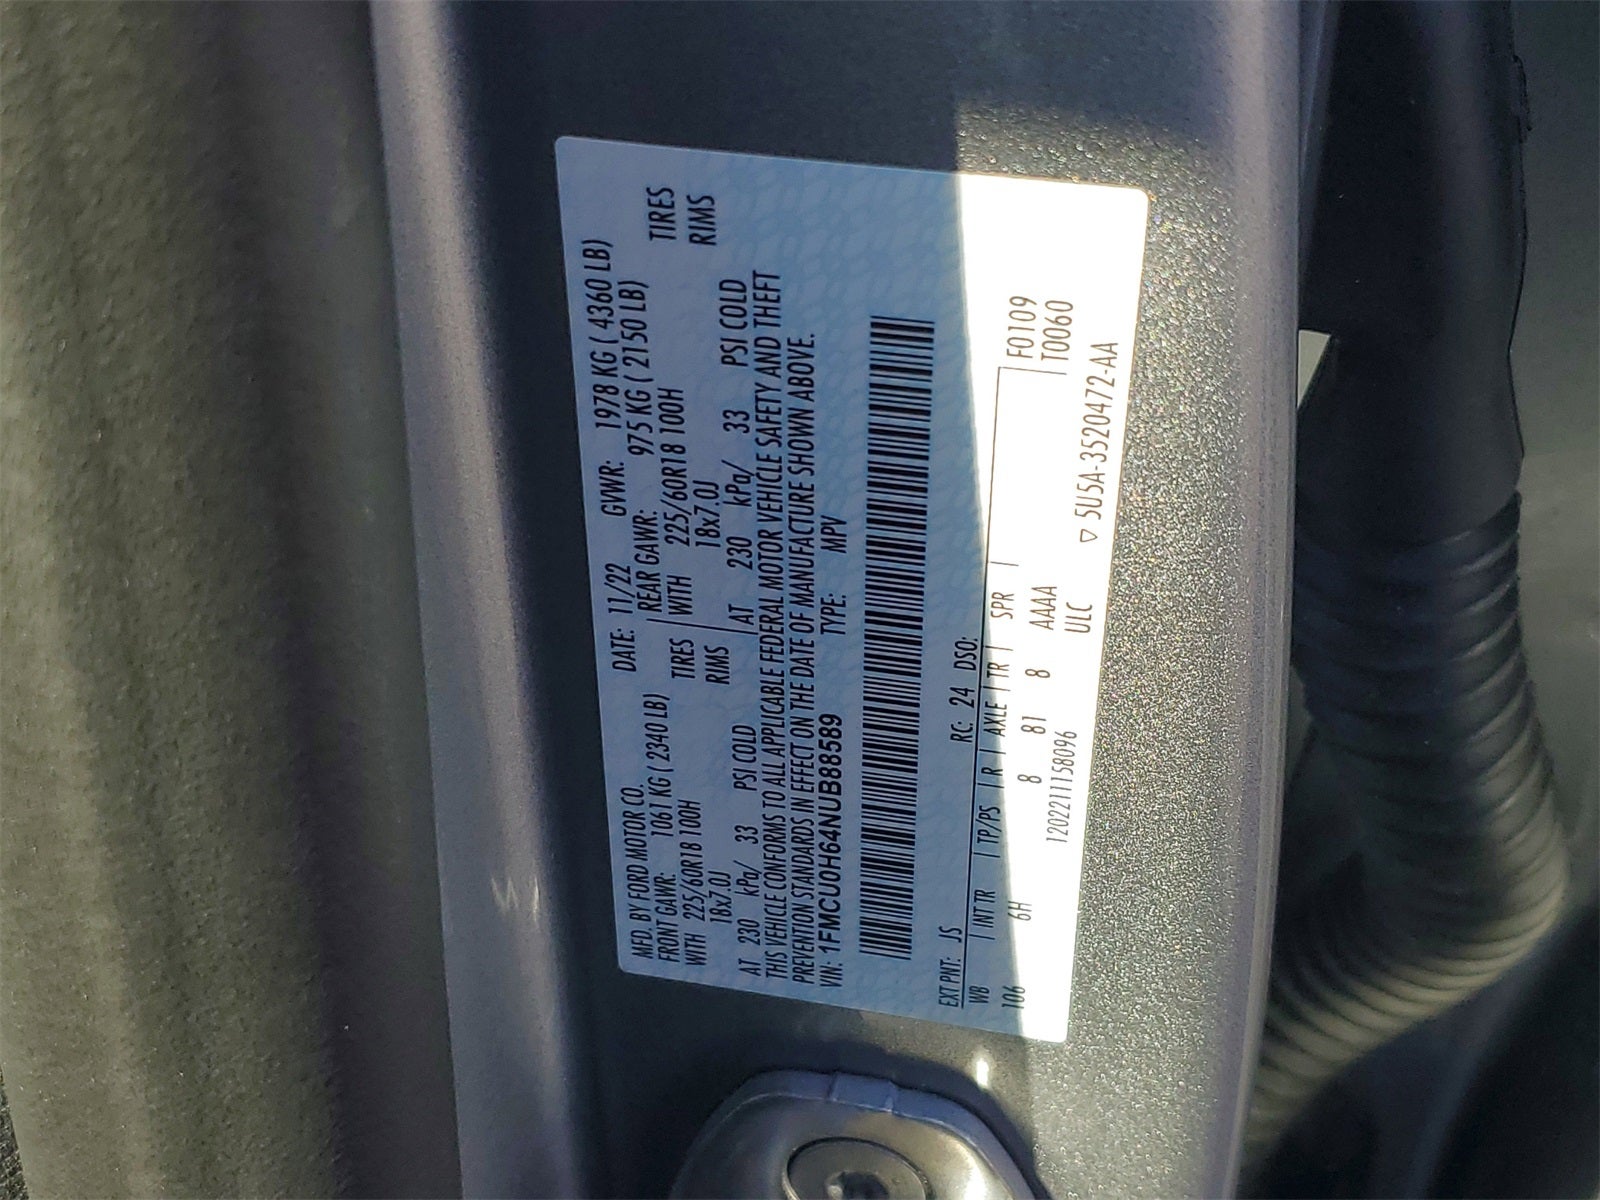 MFD. BY FORD MOTOR CO. DATE: 11/22 GVWR: 1978 KG ( 4360 LB)
FRONT GAWR: 1061 KG ( 2340 LB) REAR GAWR: 975 KG ( 2150 LB)
WITH 225/60R18 100H TIRES WITH 225/60R18 100H TIRES
18x7.0J RIMS 18x7.0J RIMS
AT 230 kPa/ 33 PSI COLD AT 230 kPa/ 33 PSI COLD
THIS VEHICLE CONFORMS TO ALL APPLICABLE FEDERAL MOTOR VEHICLE SAFETY AND THEFT
PREVENTION STANDARDS IN EFFECT ON THE DATE OF MANUFACTURE SHOWN ABOVE.
VIN: 1FMCU0H64NUB88589 TYPE: MPV
EXT PNT: JS RC: 24 DSO:
WB | INT TR | TP/PS | R | AXLE | TR | SPR | F0109
106 6H 8 81 8 AAAA T0060
1202211158096 ULC
▽ 5U5A-3520472-AA